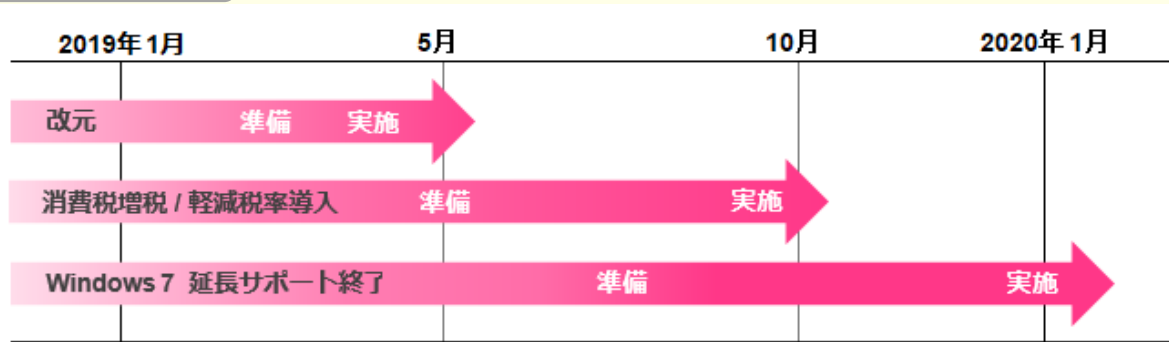 2019年1月 5月 10月 2020年1月
改元 準備 実施
消費税増税 / 軽減税率導入 準備 実施
Windows 7 延長サポート終了 準備 実施